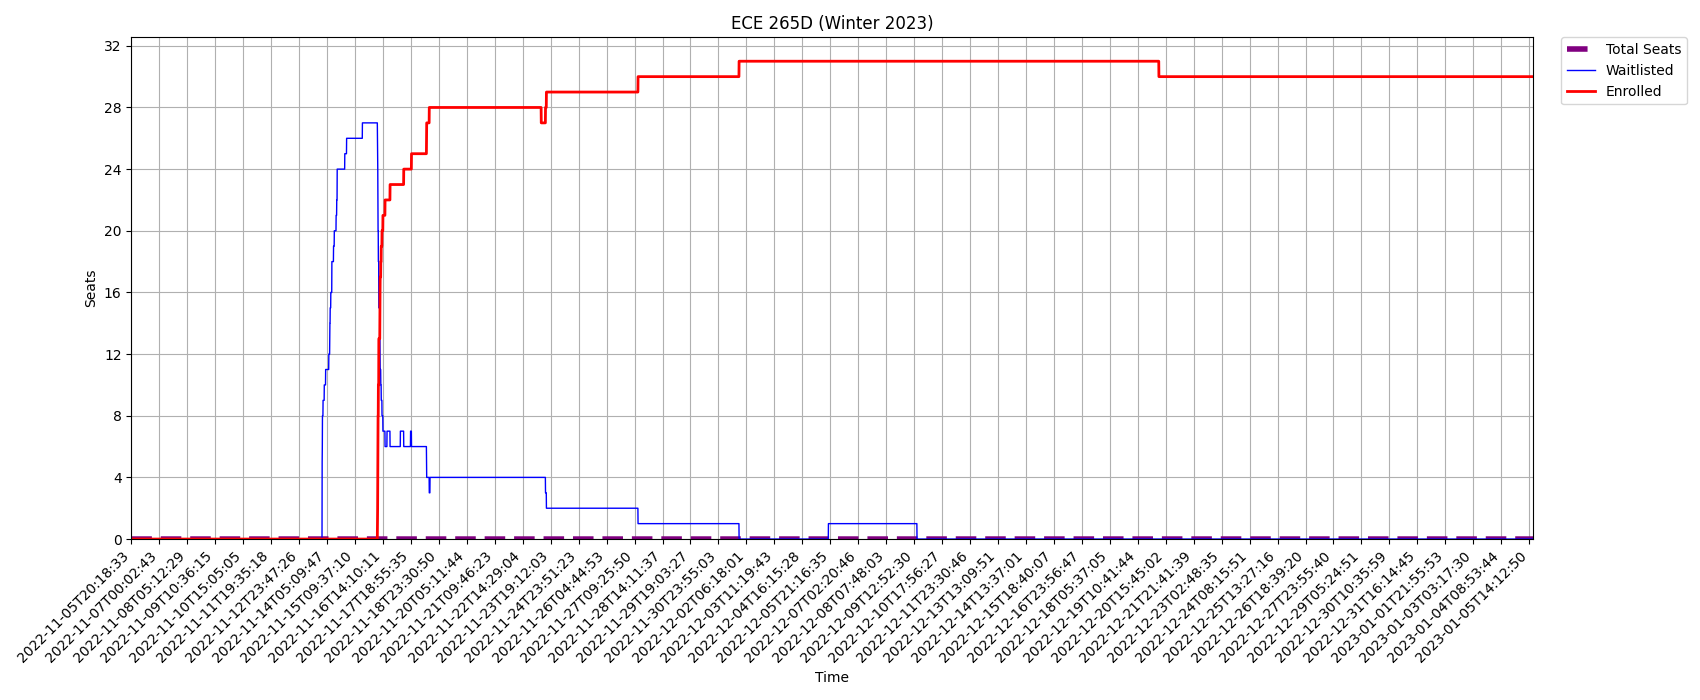 ECE 265D (Winter 2023)
Total Seats
Waitlisted
Enrolled
32
28
24
20
16
12
8
4
0
Seats
2022-11-05T20:18:33
2022-11-07T00:02:43
2022-11-08T05:12:29
2022-11-09T10:36:15
2022-11-10T15:05:05
2022-11-11T19:35:18
2022-11-12T23:47:26
2022-11-14T05:09:47
2022-11-15T09:37:10
2022-11-16T14:10:11
2022-11-17T18:55:35
2022-11-18T23:30:50
2022-11-20T05:11:44
2022-11-21T09:46:23
2022-11-22T14:29:04
2022-11-23T19:12:03
2022-11-24T23:51:23
2022-11-26T04:44:53
2022-11-27T09:25:50
2022-11-28T14:11:37
2022-11-29T19:03:27
2022-11-30T23:55:03
2022-12-02T06:18:01
2022-12-03T11:19:43
2022-12-04T16:15:28
2022-12-05T21:16:35
2022-12-07T02:20:46
2022-12-08T07:48:03
2022-12-09T12:52:30
2022-12-10T17:56:27
2022-12-11T23:30:46
2022-12-13T13:09:51
2022-12-14T13:37:01
2022-12-15T18:40:07
2022-12-16T23:56:47
2022-12-18T05:37:05
2022-12-19T10:41:44
2022-12-20T15:45:02
2022-12-21T21:41:39
2022-12-23T02:48:35
2022-12-24T08:15:51
2022-12-25T13:27:16
2022-12-26T18:39:20
2022-12-27T23:55:40
2022-12-29T05:24:51
2022-12-30T10:35:59
2022-12-31T16:14:45
2023-01-01T21:55:53
2023-01-03T03:17:30
2023-01-04T08:53:44
2023-01-05T14:12:50
Time